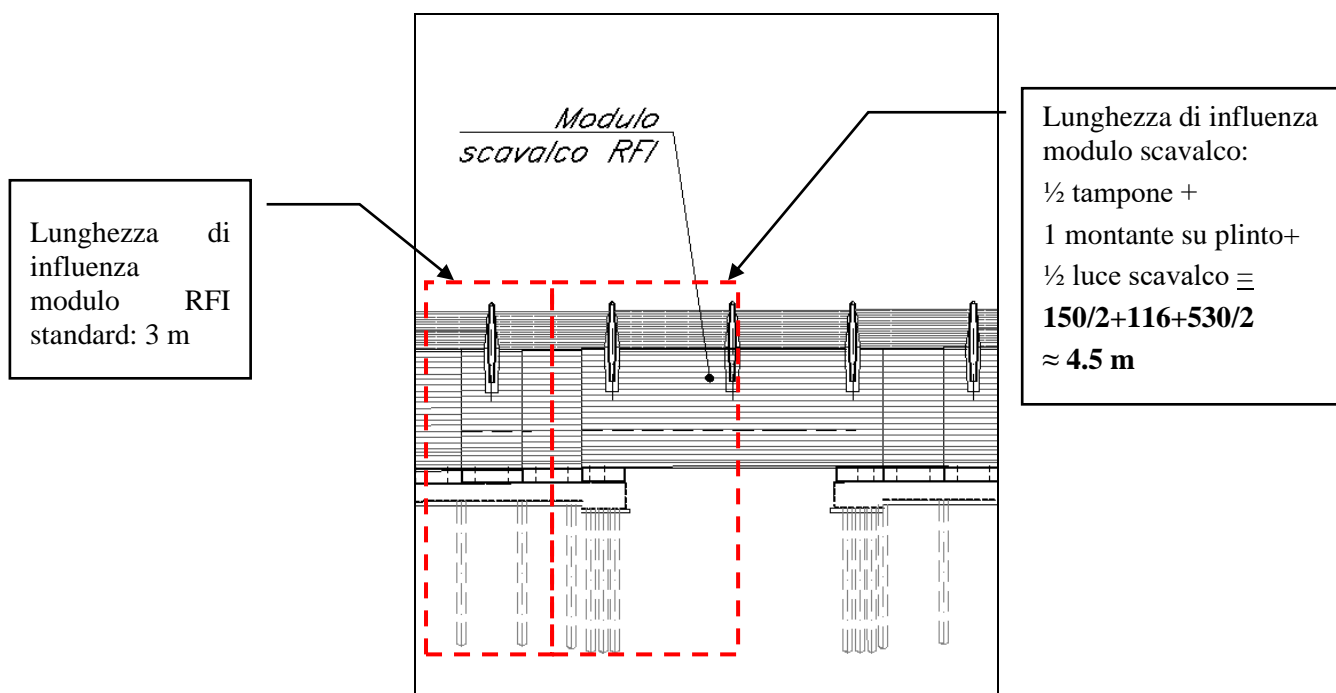 Modulo
scavalco RFI
Lunghezza di
influenza
modulo RFI
standard: 3 m
Lunghezza di influenza
modulo scavalco:
½ tampone +
1 montante su plinto+
½ luce scavalco =
150/2+116+530/2
≈ 4.5 m